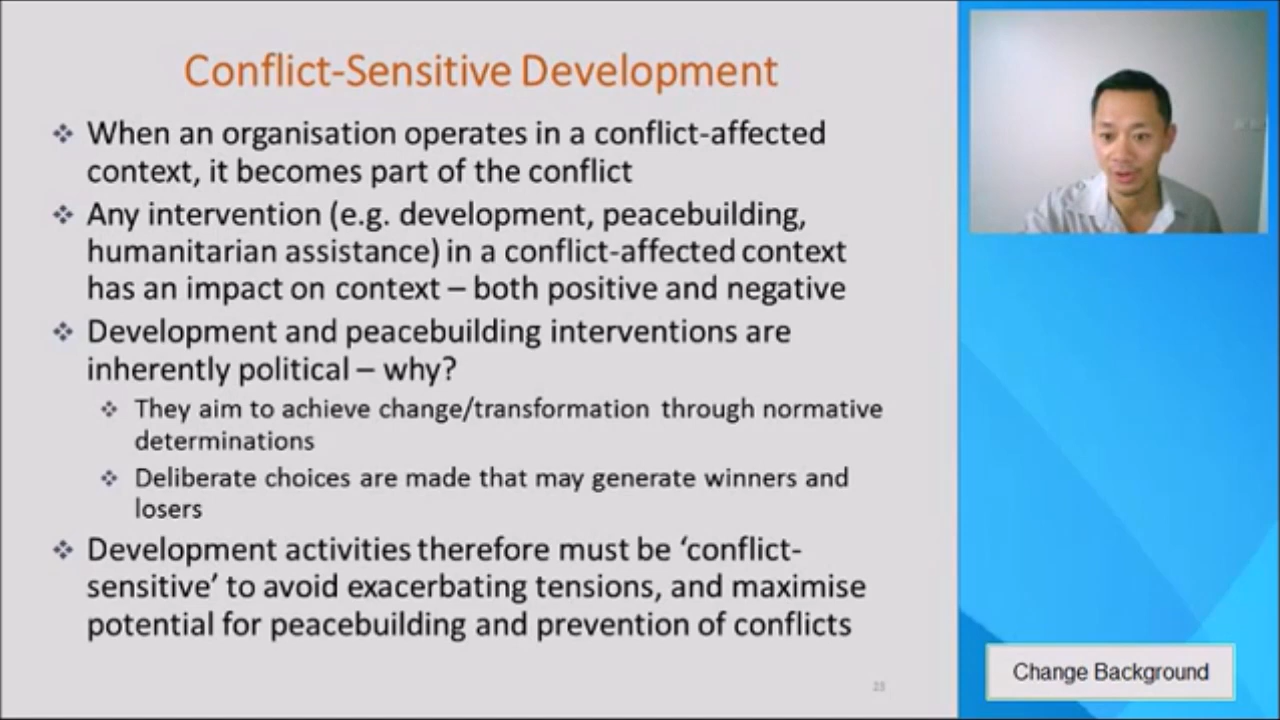 Conflict-Sensitive Development
❖ When an organisation operates in a conflict-affected
context, it becomes part of the conflict
❖ Any intervention (e.g. development, peacebuilding,
humanitarian assistance) in a conflict-affected context
has an impact on context – both positive and negative
❖ Development and peacebuilding interventions are
inherently political – why?
❖ They aim to achieve change/transformation through normative
determinations
❖ Deliberate choices are made that may generate winners and
losers
❖ Development activities therefore must be ‘conflict-
sensitive’ to avoid exacerbating tensions, and maximise
potential for peacebuilding and prevention of conflicts
Change Background